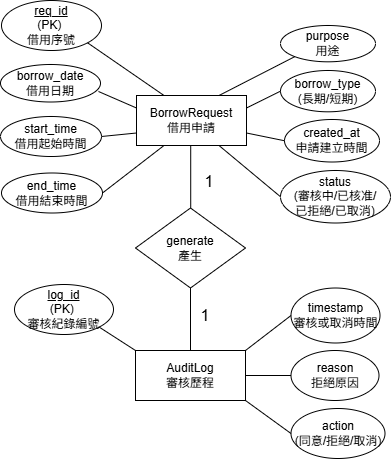 req_id
(PK)
借用序號
purpose
用途
borrow_date
借用日期
borrow_type
(長期/短期)
BorrowRequest
借用申請
start_time
借用起始時間
created_at
申請建立時間
end_time
借用結束時間
status
(審核中/已核准/
已拒絕/已取消)
1
generate
產生
1
log_id
(PK)
審核紀錄編號
timestamp
審核或取消時間
AuditLog
審核歷程
reason
拒絕原因
action
(同意/拒絕/取消)